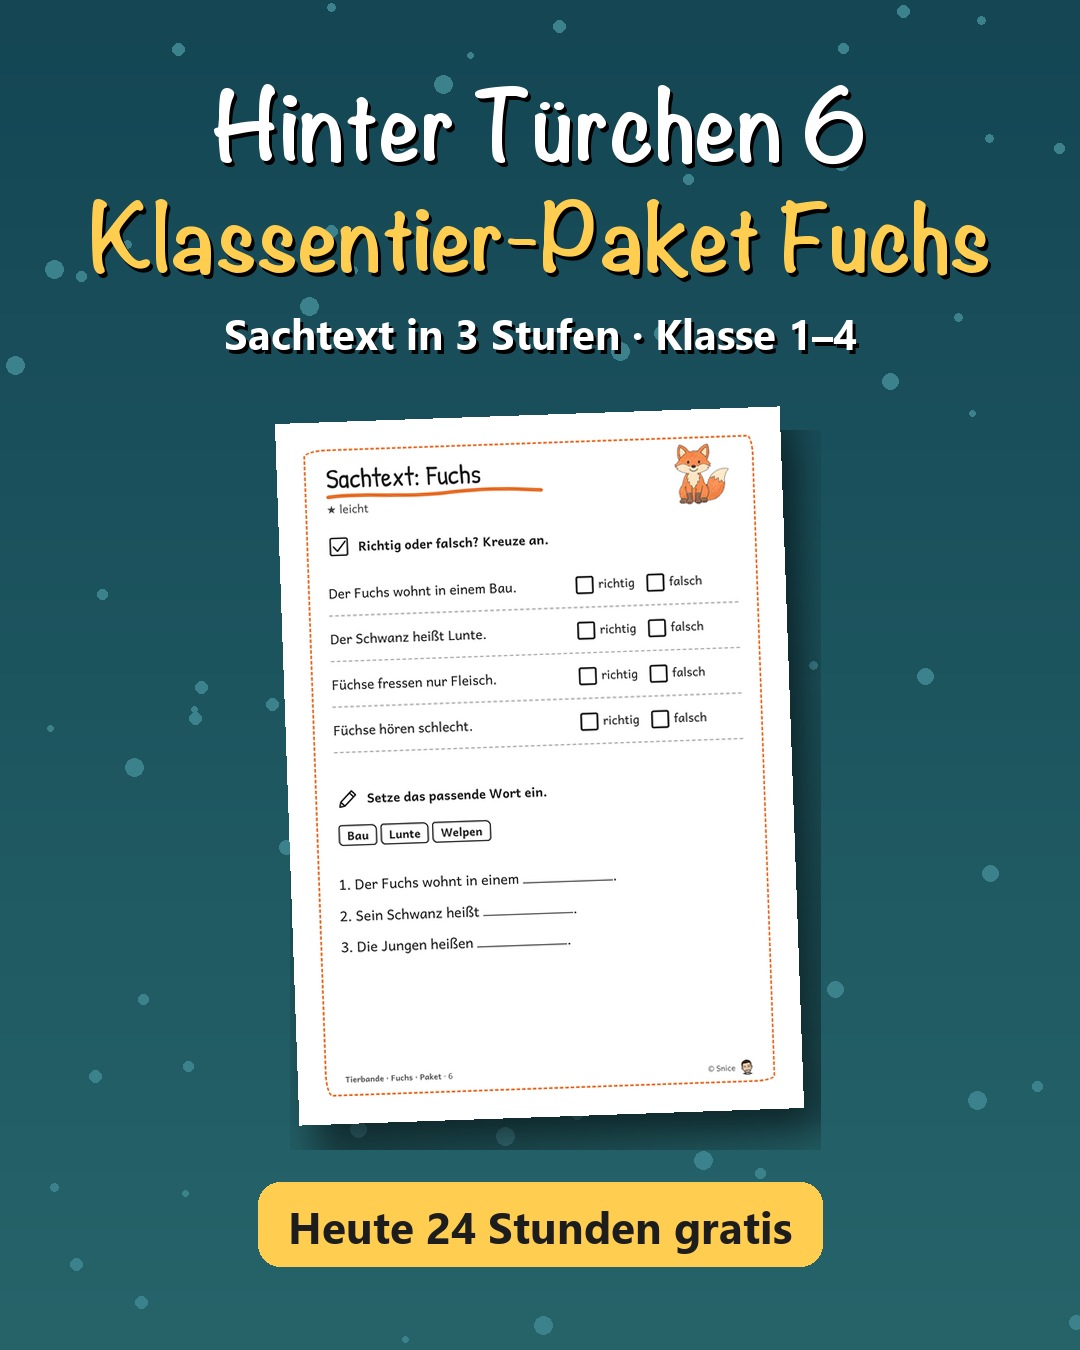 Hinter Türchen 6
Klassentier-Paket Fuchs
Sachtext in 3 Stufen · Klasse 1–4
Sachtext: Fuchs
★ leicht
Richtig oder falsch? Kreuze an.
Der Fuchs wohnt in einem Bau. richtig falsch
Der Schwanz heißt Lunte. richtig falsch
Füchse fressen nur Fleisch. richtig falsch
Füchse hören schlecht. richtig falsch
Setze das passende Wort ein.
Bau Lunte Welpen
1. Der Fuchs wohnt in einem ____________.
2. Sein Schwanz heißt ____________.
3. Die Jungen heißen ____________.
Tierbande · Fuchs · Paket · 6
© Snice
Heute 24 Stunden gratis